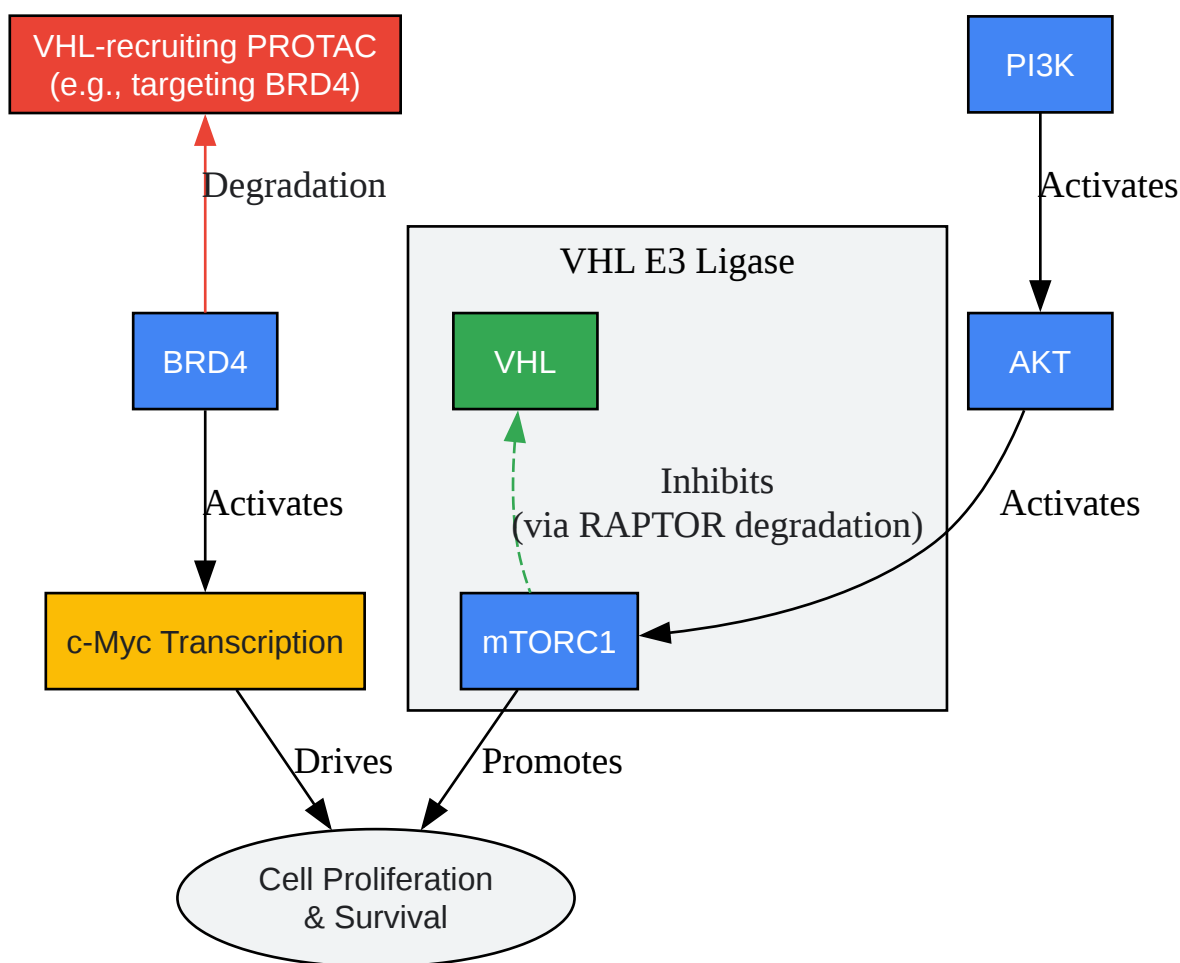 VHL-recruiting PROTAC
(e.g., targeting BRD4)
PI3K
Degradation
Activates
VHL E3 Ligase
BRD4
VHL
AKT
Activates
Inhibits
(via RAPTOR degradation)
Activates
c-Myc Transcription
mTORC1
Drives
Promotes
Cell Proliferation
& Survival